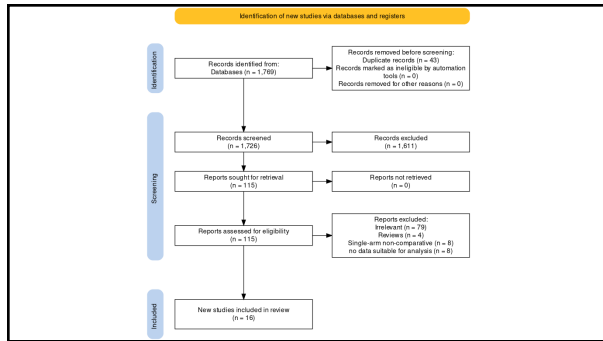 Identification of new studies via databases and registers
Identification
Records identified from:
Databases (n = 1,769)
Records removed before screening:
Duplicate records (n = 43)
Records marked as ineligible by automation
tools (n = 0)
Records removed for other reasons (n = 0)
Screening
Records screened
(n = 1,726)
Records excluded
(n = 1,611)
Reports sought for retrieval
(n = 115)
Reports not retrieved
(n = 0)
Reports assessed for eligibility
(n = 115)
Reports excluded:
Irrelevant (n = 79)
Reviews (n = 4)
Single-arm non-comparative (n = 8)
no data suitable for analysis (n = 8)
Included
New studies included in review
(n = 16)